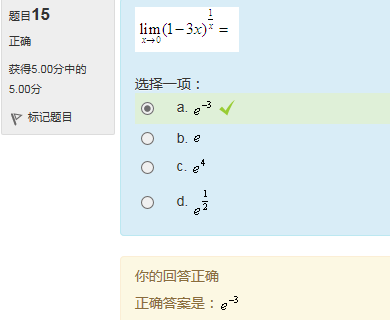 题目15
正确
获得5.00分中的
5.00分
标记题目
lim_{x→0}(1−3x)^{1/x} =
选择一项：
a. e^{−3}
b. e
c. e^{4}
d. e^{1/2}
你的回答正确
正确答案是：e^{−3}